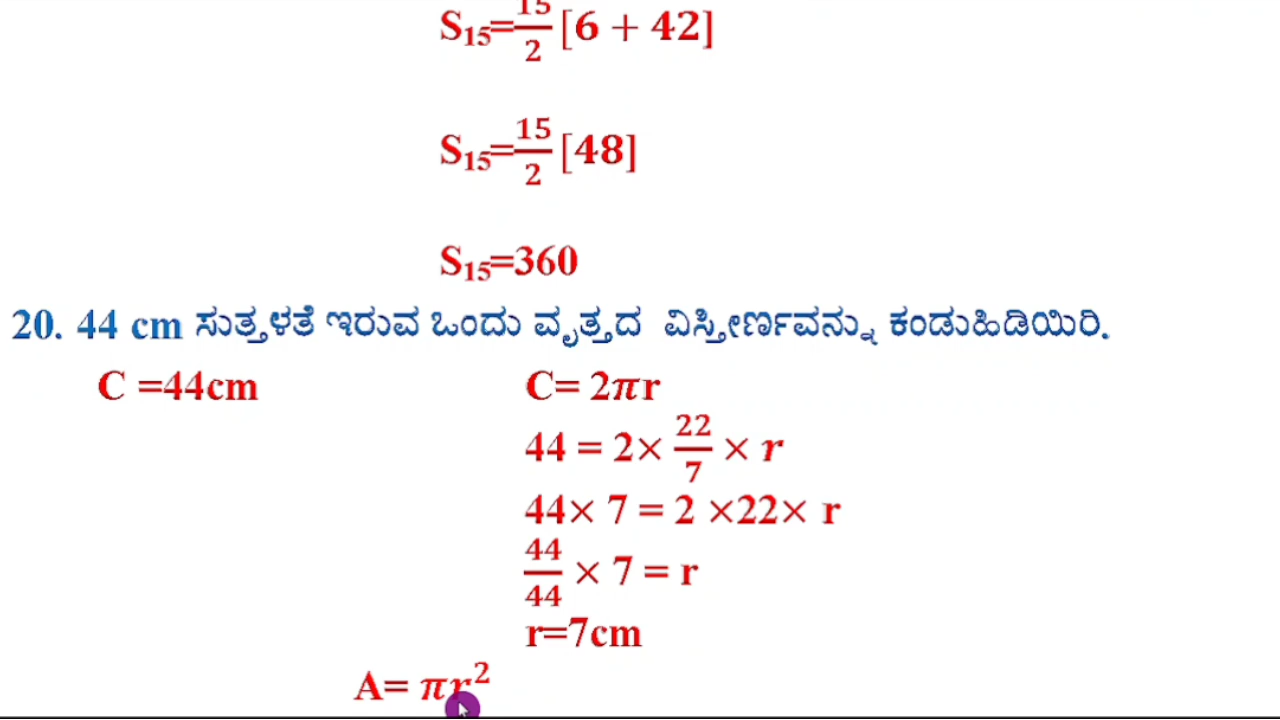 S₁₅=15/2 [6 + 42]
S₁₅=15/2 [48]
S₁₅=360
20. 44 cm ಸುತ್ತಳತೆ ಇರುವ ಒಂದು ವೃತ್ತದ ವಿಸ್ತೀರ್ಣವನ್ನು ಕಂಡುಹಿಡಿಯಿರಿ.
C =44cm C= 2πr
44 = 2× 22/7 × r
44× 7 = 2 ×22× r
44/44 × 7 = r
r=7cm
A= πr²